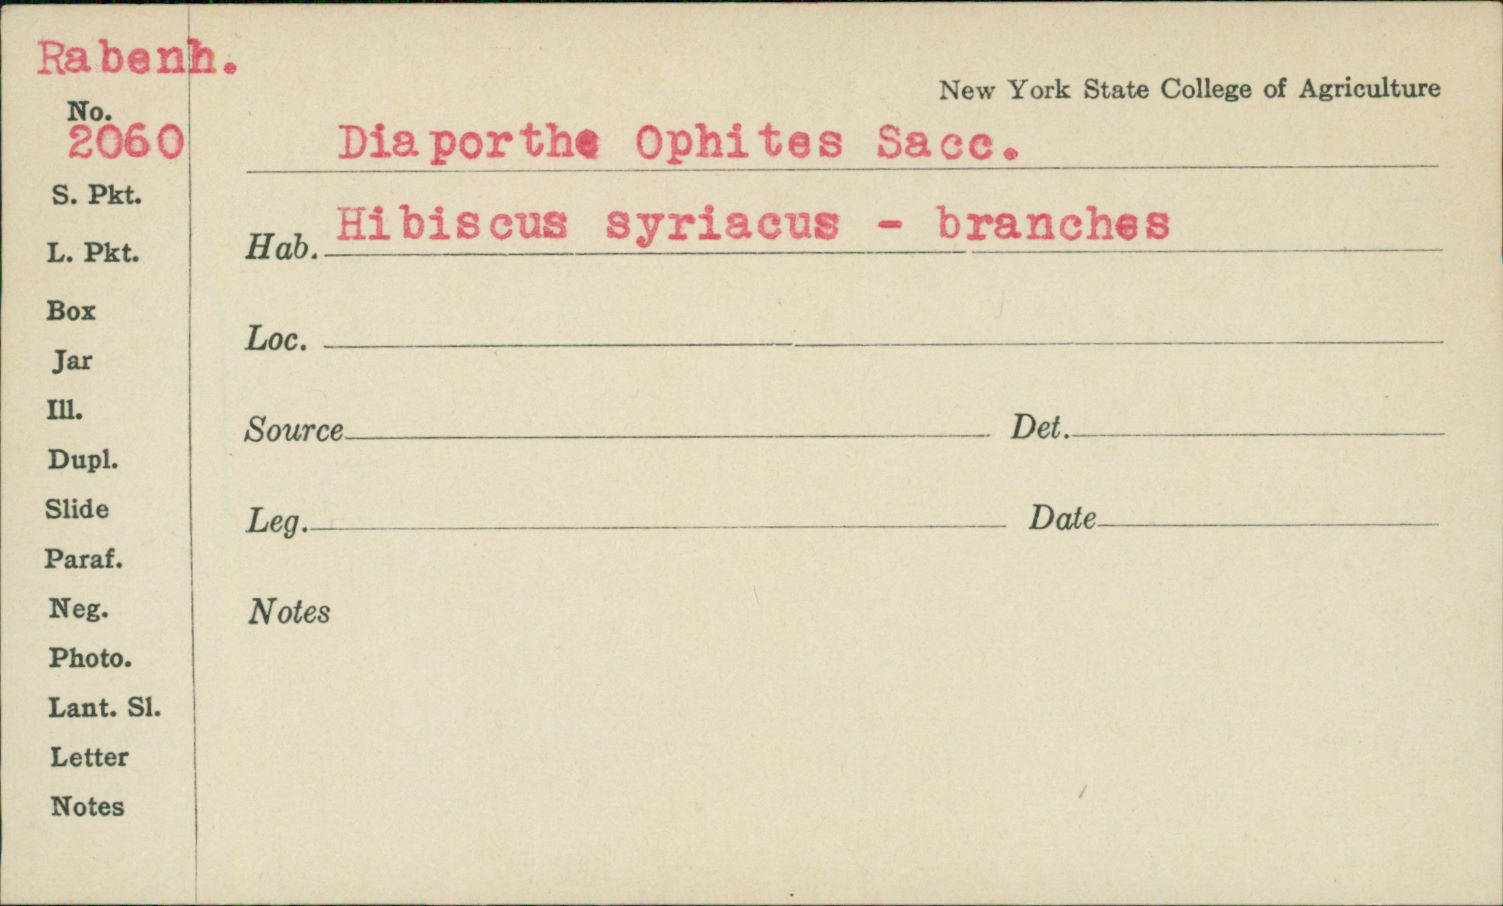 Rabenh.
New York State College of Agriculture
No.
2060
Diaporthe Ophites Sacc.
S. Pkt.
Hab. Hibiscus syriacus - branches
L. Pkt.
Box
Loc.
Jar
Ill.
Source Det.
Dupl.
Slide
Leg. Date
Paraf.
Neg.
Notes
Photo.
Lant. Sl.
Letter
Notes